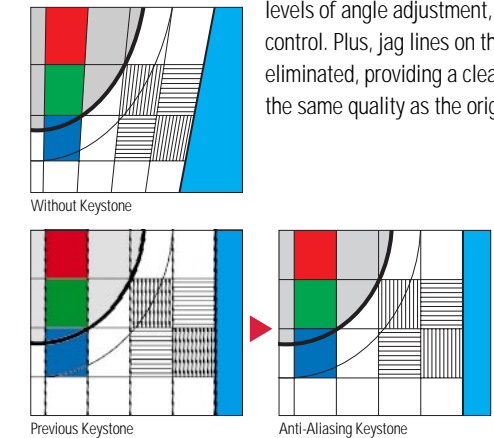 levels of angle adjustment,
control. Plus, jag lines on th
eliminated, providing a clea
the same quality as the orig
Without Keystone
Previous Keystone
Anti-Aliasing Keystone